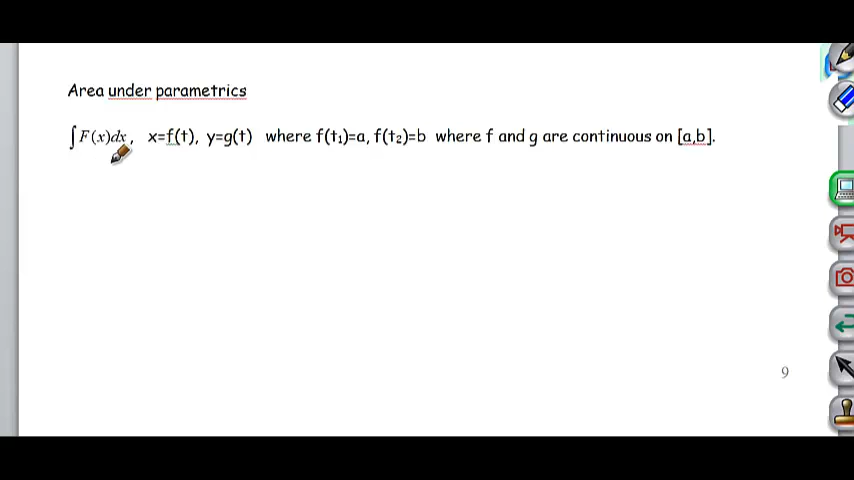 Area under parametrics
∫ F(x)dx, x=f(t), y=g(t) where f(t₁)=a, f(t₂)=b where f and g are continuous on [a,b].
9